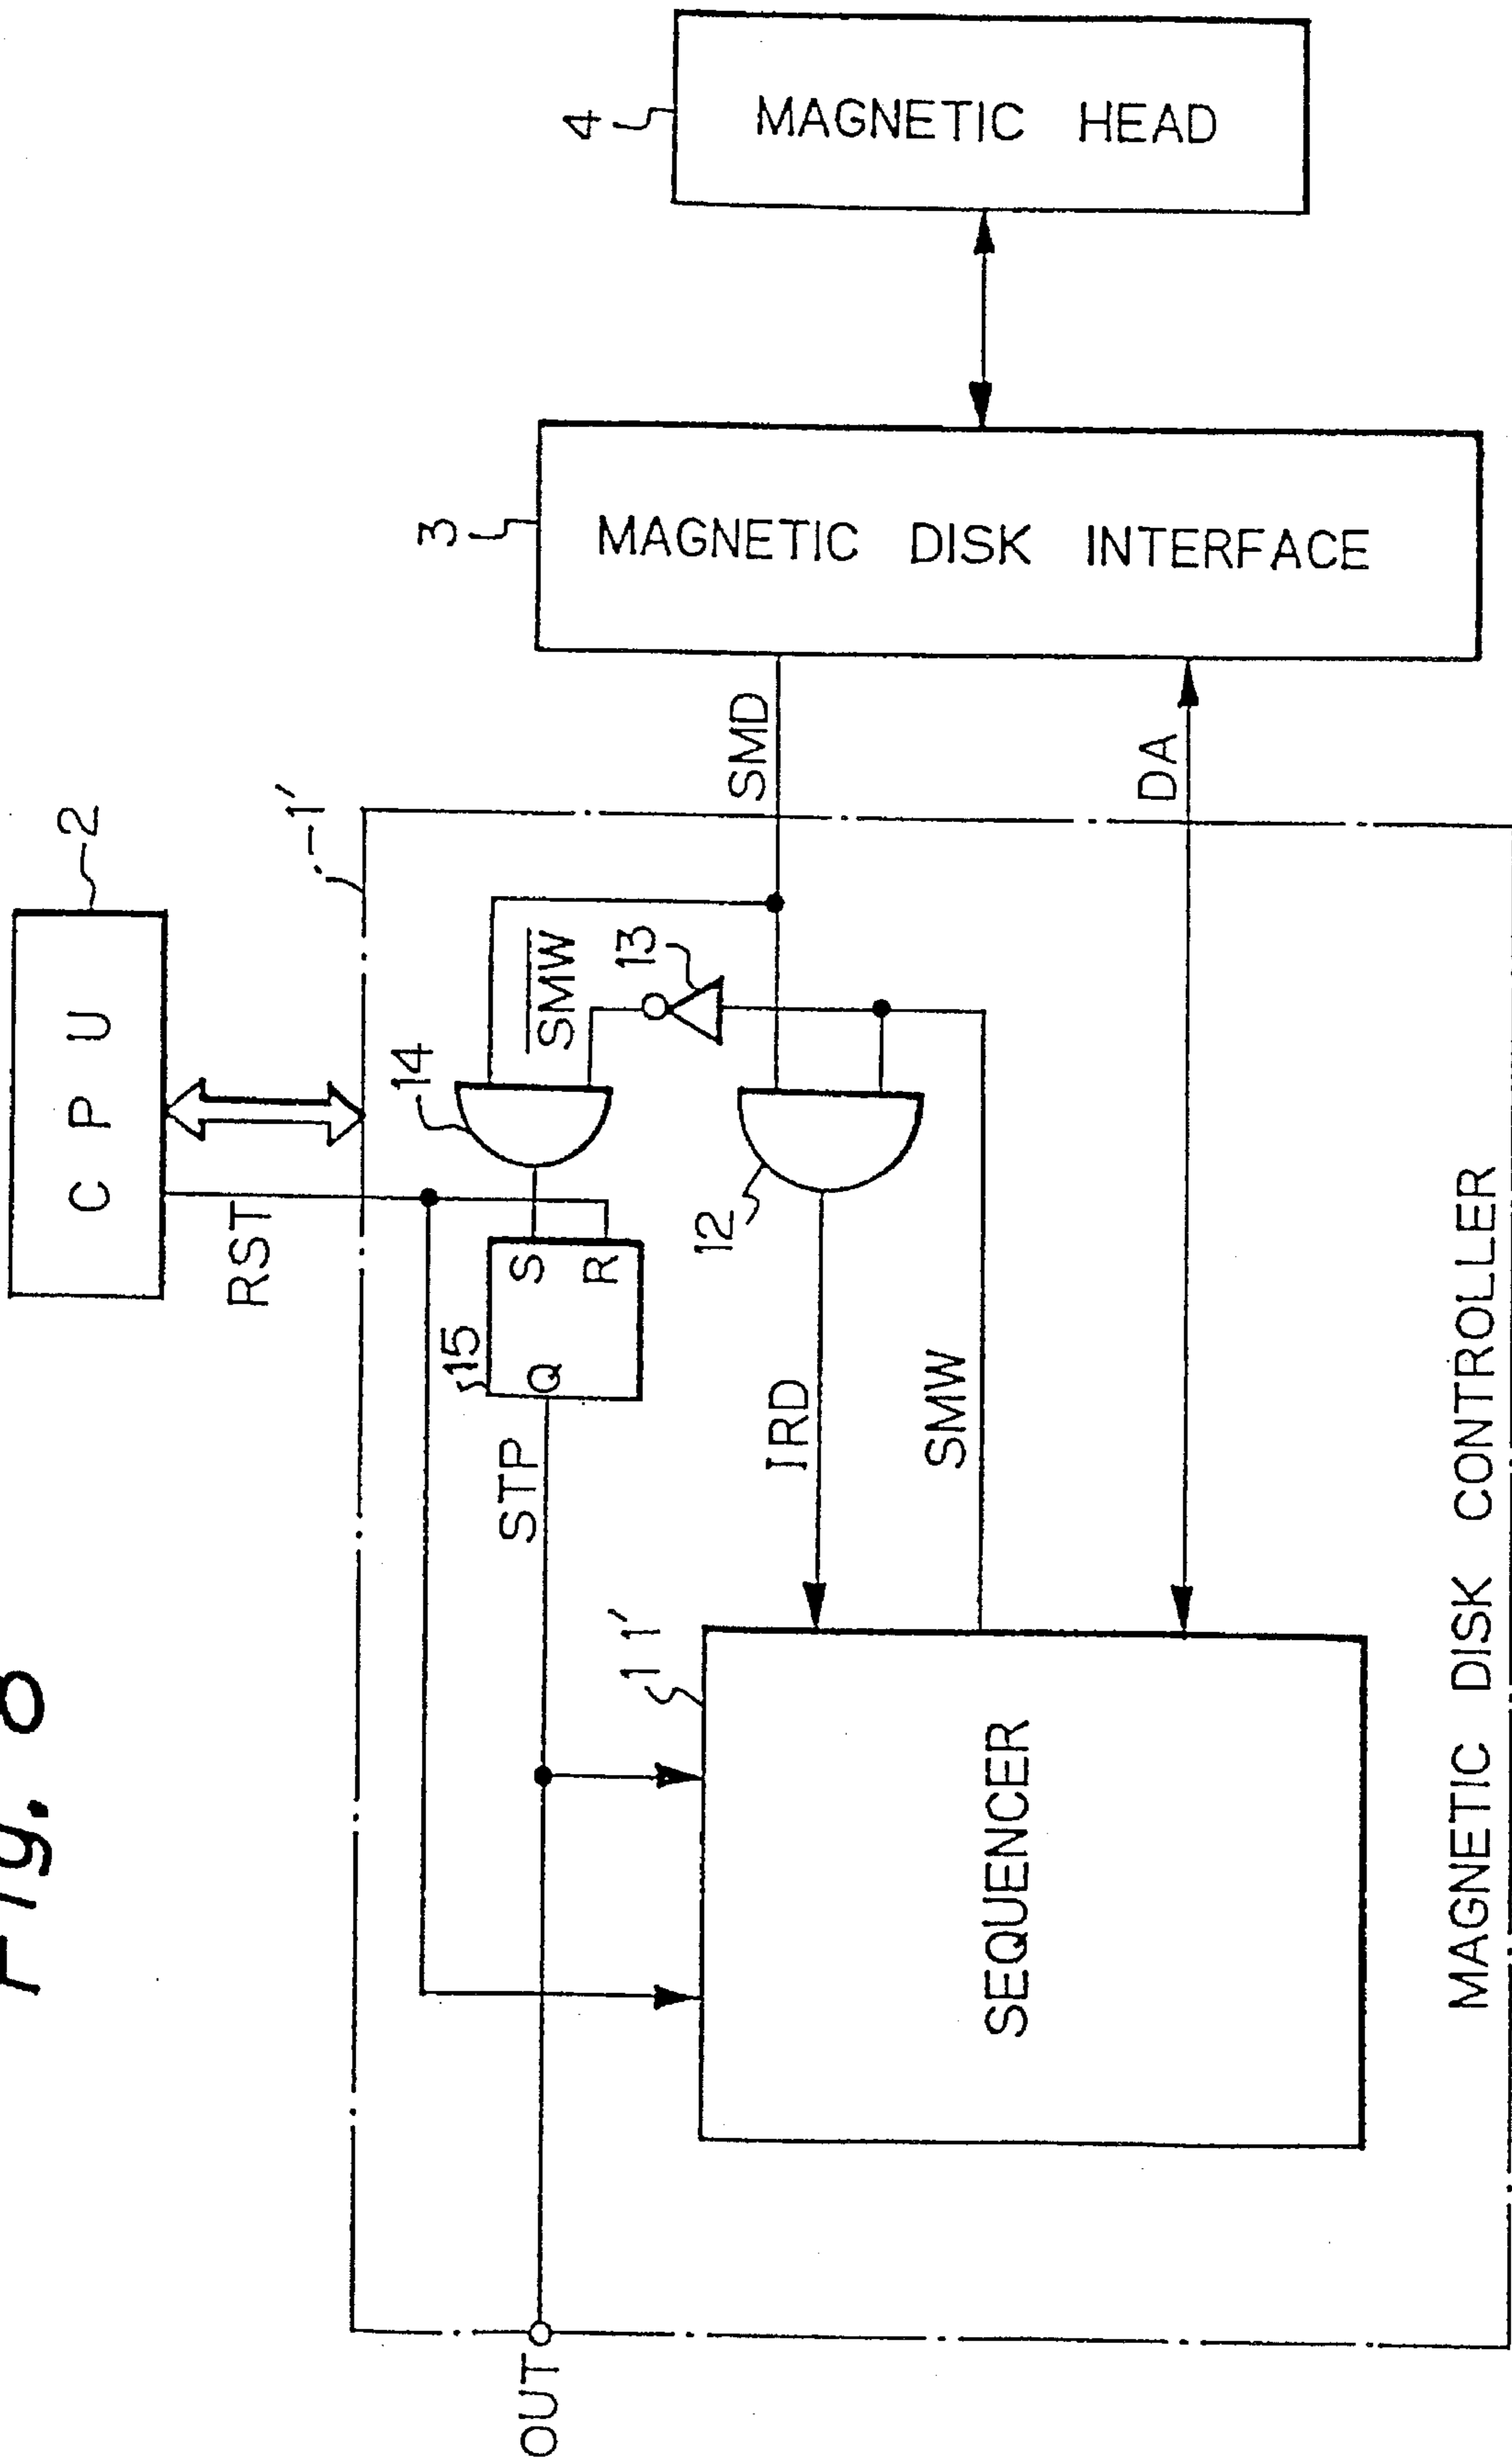 Fig. 8
C P U
2
RST
1'
OUT
STP
15
Q
S
R
14
SMW
13
12
IRD
SMW
11'
SEQUENCER
SMD
DA
MAGNETIC DISK CONTROLLER
3
MAGNETIC DISK INTERFACE
4
MAGNETIC HEAD